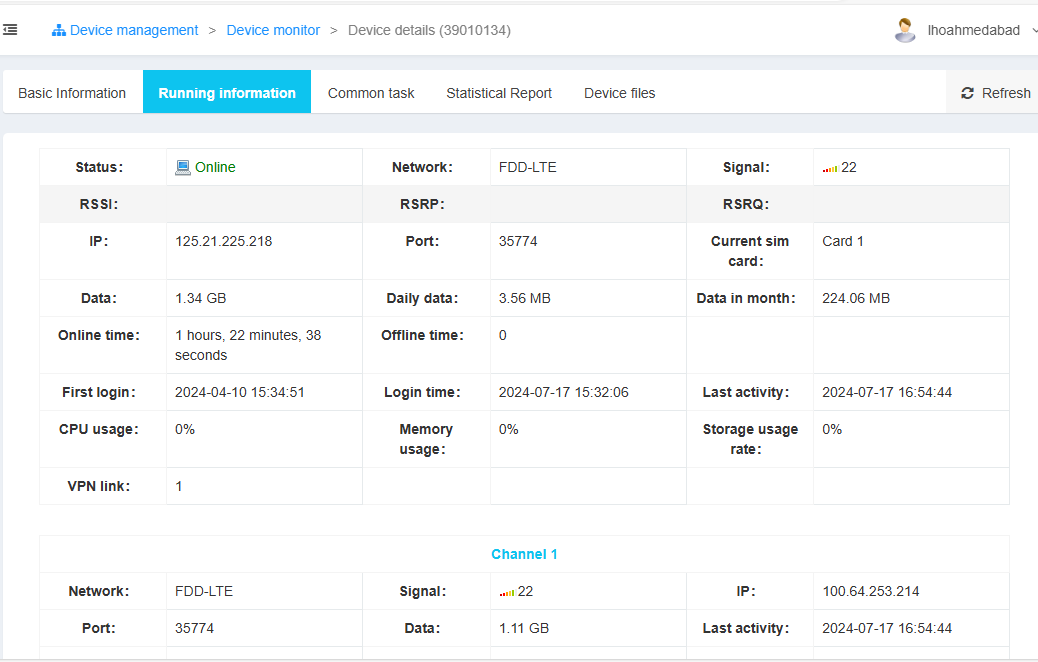 Device management > Device monitor > Device details (39010134)
lhoahmedabad
Basic Information Running information Common task Statistical Report Device files Refresh
Status: Online Network: FDD-LTE Signal: 22
RSSI: RSRP: RSRQ:
IP: 125.21.225.218 Port: 35774 Current sim card: Card 1
Data: 1.34 GB Daily data: 3.56 MB Data in month: 224.06 MB
Online time: 1 hours, 22 minutes, 38 seconds Offline time: 0
First login: 2024-04-10 15:34:51 Login time: 2024-07-17 15:32:06 Last activity: 2024-07-17 16:54:44
CPU usage: 0% Memory usage: 0% Storage usage rate: 0%
VPN link: 1
Channel 1
Network: FDD-LTE Signal: 22 IP: 100.64.253.214
Port: 35774 Data: 1.11 GB Last activity: 2024-07-17 16:54:44